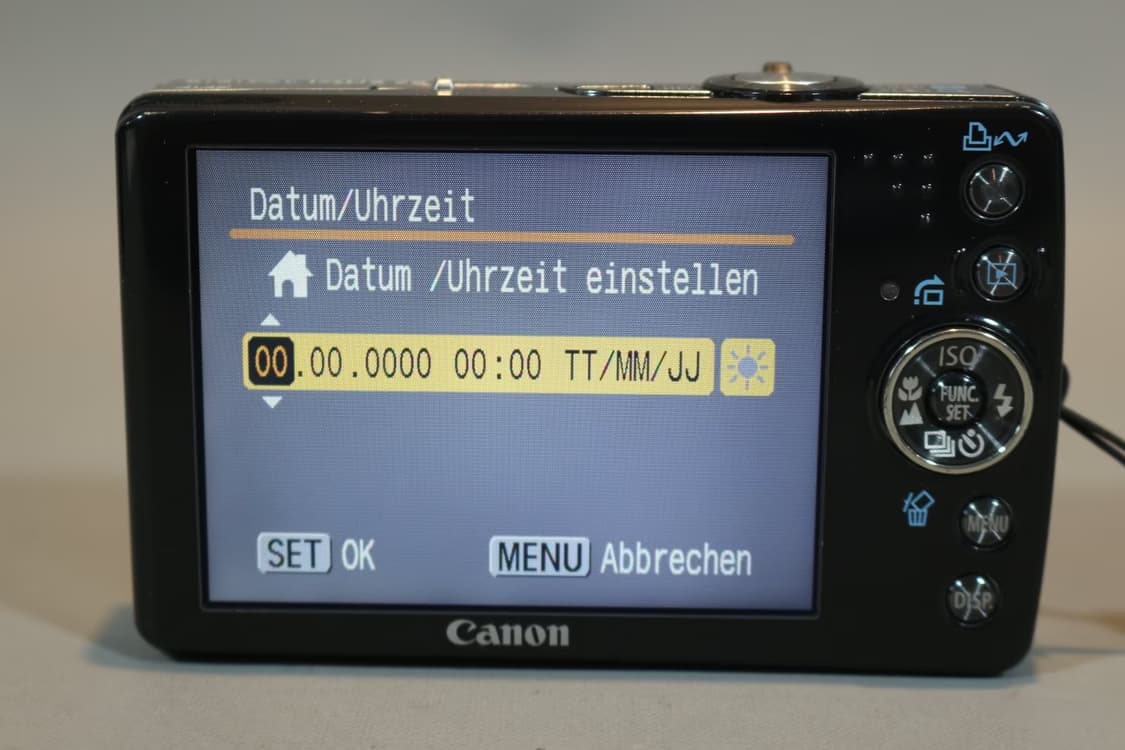 Datum/Uhrzeit
Datum /Uhrzeit einstellen
00.00.0000 00:00 TT/MM/JJ
SET OK MENU Abbrechen
ISO
FUNC.
SET
MENU
DISP.
Canon